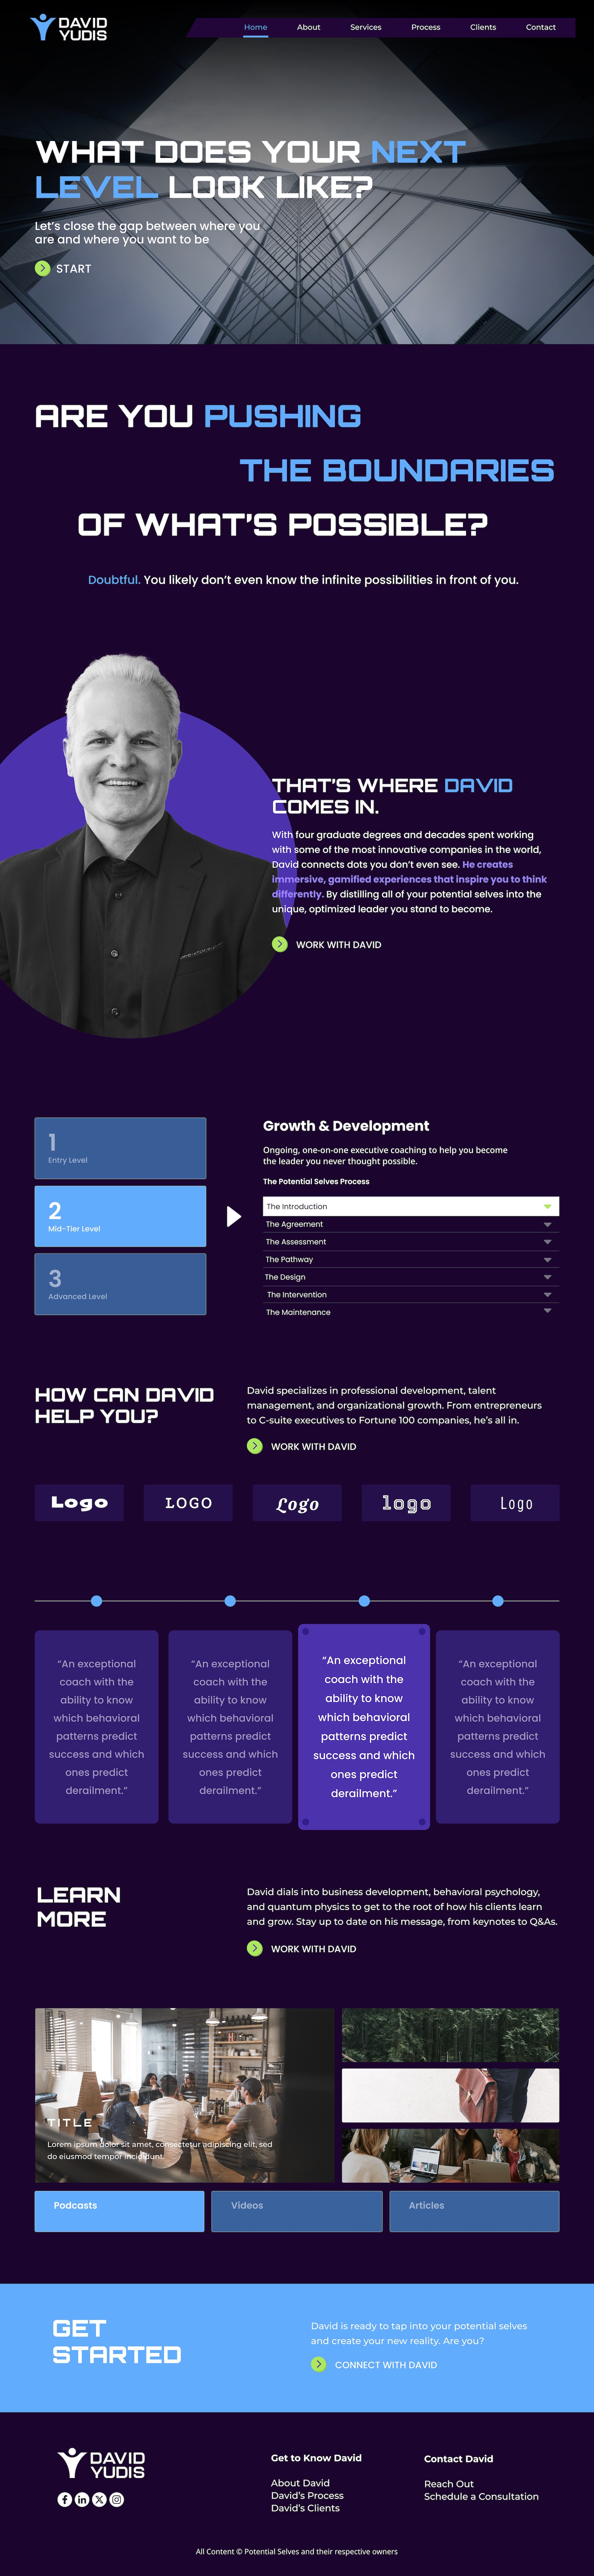 DAVID
YUDIS
Home About Services Process Clients Contact
WHAT DOES YOUR NEXT
LEVEL LOOK LIKE?
Let's close the gap between where you
are and where you want to be
START
ARE YOU PUSHING
THE BOUNDARIES
OF WHAT'S POSSIBLE?
Doubtful. You likely don't even know the infinite possibilities in front of you.
THAT'S WHERE DAVID
COMES IN.
With four graduate degrees and decades spent working
with some of the most innovative companies in the world,
David connects dots you don't even see. He creates
immersive, gamified experiences that inspire you to think
differently. By distilling all of your potential selves into the
unique, optimized leader you stand to become.
WORK WITH DAVID
1
Entry Level
2
Mid-Tier Level
3
Advanced Level
Growth & Development
Ongoing, one-on-one executive coaching to help you become
the leader you never thought possible.
The Potential Selves Process
The Introduction
The Agreement
The Assessment
The Pathway
The Design
The Intervention
The Maintenance
HOW CAN DAVID
HELP YOU?
David specializes in professional development, talent
management, and organizational growth. From entrepreneurs
to C-suite executives to Fortune 100 companies, he's all in.
WORK WITH DAVID
Logo
LOGO
Logo
logo
Logo
"An exceptional
coach with the
ability to know
which behavioral
patterns predict
success and which
ones predict
derailment."
"An exceptional
coach with the
ability to know
which behavioral
patterns predict
success and which
ones predict
derailment."
"An exceptional
coach with the
ability to know
which behavioral
patterns predict
success and which
ones predict
derailment."
"An exceptional
coach with the
ability to know
which behavioral
patterns predict
success and which
ones predict
derailment."
LEARN
MORE
David dials into business development, behavioral psychology,
and quantum physics to get to the root of how his clients learn
and grow. Stay up to date on his message, from keynotes to Q&As.
WORK WITH DAVID
TITLE
Lorem ipsum dolor sit amet, consectetur adipiscing elit, sed
do eiusmod tempor incididunt.
Podcasts
Videos
Articles
GET
STARTED
David is ready to tap into your potential selves
and create your new reality. Are you?
CONNECT WITH DAVID
DAVID
YUDIS
Get to Know David
About David
David's Process
David's Clients
Contact David
Reach Out
Schedule a Consultation
All Content © Potential Selves and their respective owners